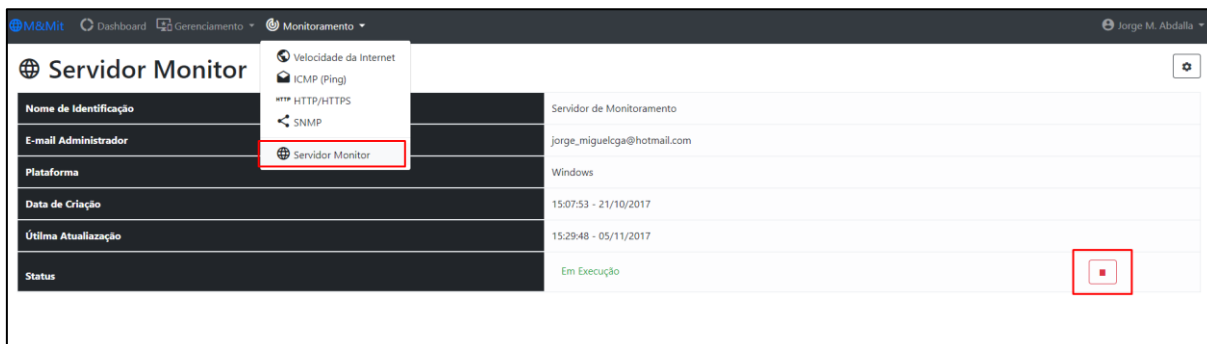 M&Mit Dashboard Gerenciamento Monitoramento Jorge M. Abdalla
Velocidade da Internet
ICMP (Ping)
HTTP HTTP/HTTPS
SNMP
Servidor Monitor
Servidor Monitor
Nome de Identificação Servidor de Monitoramento
E-mail Administrador jorge_miguelcga@hotmail.com
Plataforma Windows
Data de Criação 15:07:53 - 21/10/2017
Útilma Atualiazação 15:29:48 - 05/11/2017
Status Em Execução